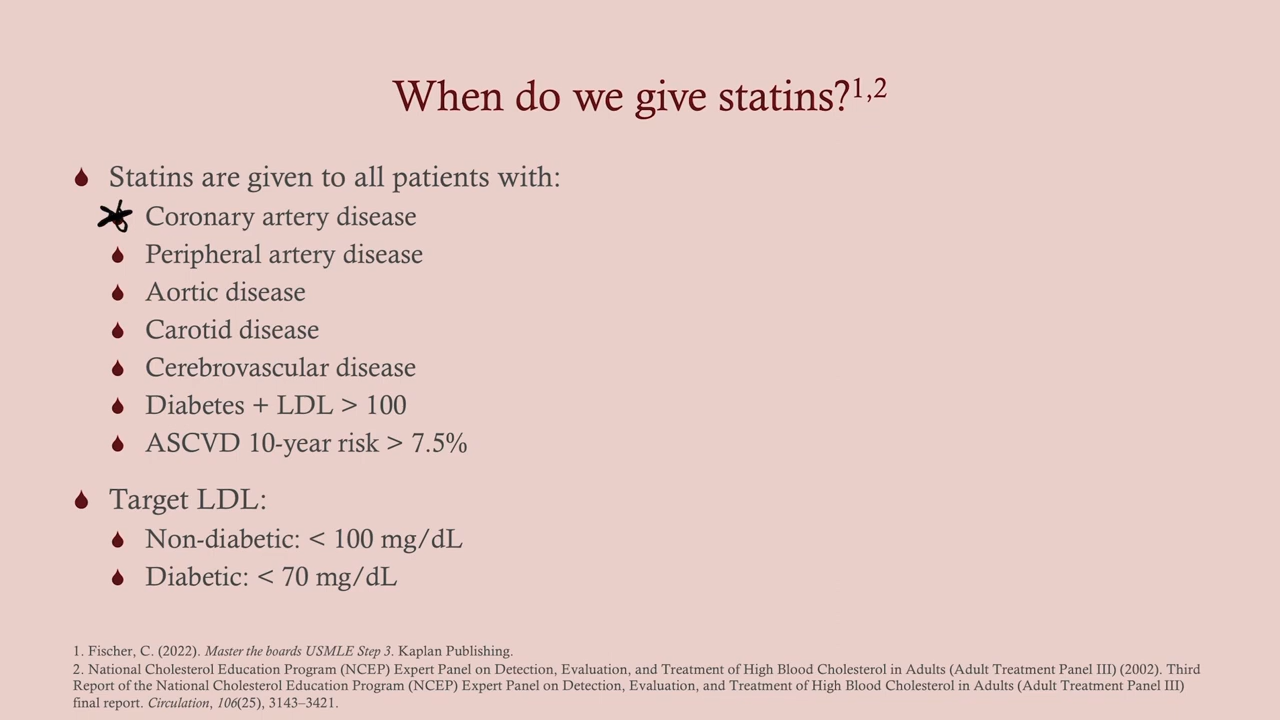 When do we give statins?1,2
Statins are given to all patients with:
Coronary artery disease
Peripheral artery disease
Aortic disease
Carotid disease
Cerebrovascular disease
Diabetes + LDL > 100
ASCVD 10-year risk > 7.5%
Target LDL:
Non-diabetic: < 100 mg/dL
Diabetic: < 70 mg/dL
1. Fischer, C. (2022). Master the boards USMLE Step 3. Kaplan Publishing.
2. National Cholesterol Education Program (NCEP) Expert Panel on Detection, Evaluation, and Treatment of High Blood Cholesterol in Adults (Adult Treatment Panel III) (2002). Third
Report of the National Cholesterol Education Program (NCEP) Expert Panel on Detection, Evaluation, and Treatment of High Blood Cholesterol in Adults (Adult Treatment Panel III)
final report. Circulation, 106(25), 3143–3421.